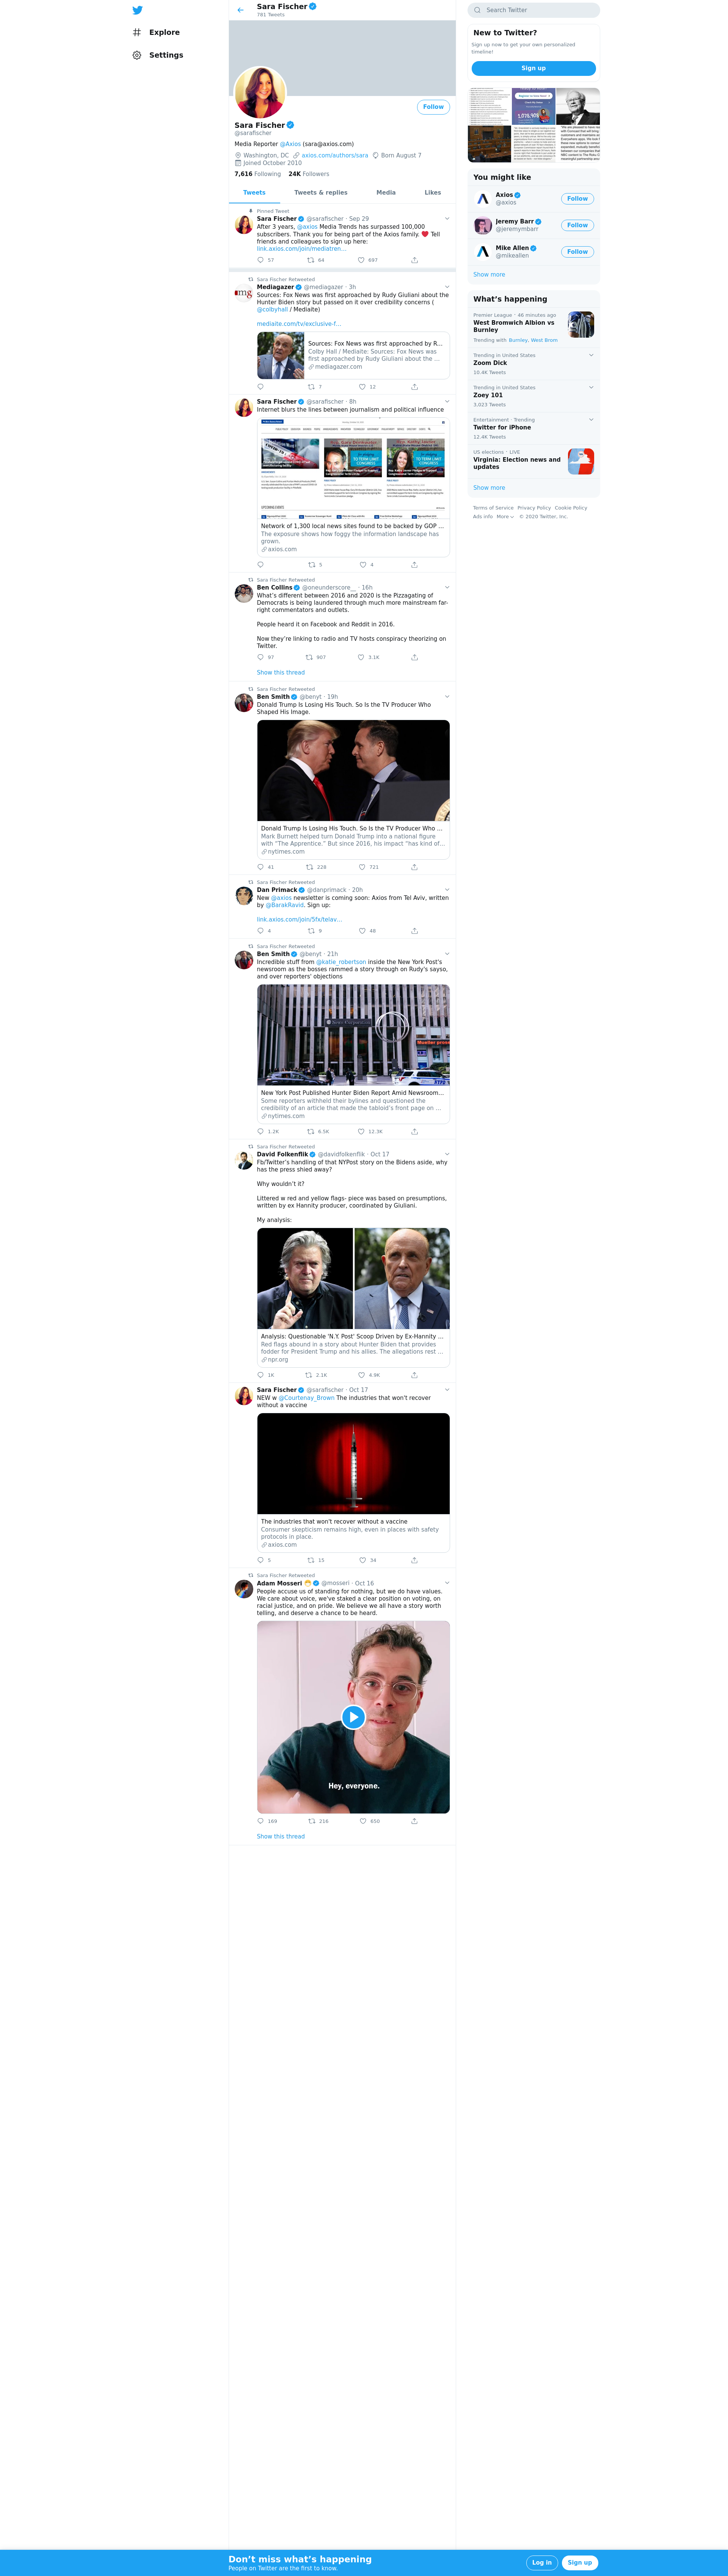 Explore
Settings
Sara Fischer
781 Tweets
Follow
Sara Fischer
@sarafischer
Media Reporter @Axios (sara@axios.com)
Washington, DC axios.com/authors/sara Born August 7
Joined October 2010
7,616 Following 24K Followers
Tweets Tweets & replies Media Likes
Pinned Tweet
Sara Fischer @sarafischer · Sep 29
After 3 years, @axios Media Trends has surpassed 100,000
subscribers. Thank you for being part of the Axios family. ❤️ Tell
friends and colleagues to sign up here:
link.axios.com/join/mediatren…
57 84 697
Sara Fischer Retweeted
Mediagazer @mediagazer · 3h
Sources: Fox News was first approached by Rudy Giuliani about the
Hunter Biden story but passed on it over credibility concerns (
@colbyhall / Mediaite)
mediaite.com/tv/exclusive-f…
Sources: Fox News was first approached by R…
Colby Hall / Mediaite: Sources: Fox News was
first approached by Rudy Giuliani about the …
mediagazer.com
7 12
Sara Fischer @sarafischer · 8h
Internet blurs the lines between journalism and political influence
Network of 1,300 local news sites found to be backed by GOP …
The exposure shows how foggy the information landscape has
grown.
axios.com
5 4
Sara Fischer Retweeted
Ben Collins @oneunderscore__ · 16h
What’s different between 2016 and 2020 is the Pizzagating of
Democrats is being laundered through much more mainstream far-
right commentators and outlets.
People heard it on Facebook and Reddit in 2016.
Now they’re linking to radio and TV hosts conspiracy theorizing on
Twitter.
97 907 3.1K
Show this thread
Sara Fischer Retweeted
Ben Smith @benyt · 19h
Donald Trump Is Losing His Touch. So Is the TV Producer Who
Shaped His Image.
Donald Trump Is Losing His Touch. So Is the TV Producer Who …
Mark Burnett helped turn Donald Trump into a national figure
with “The Apprentice.” But since 2016, his impact “has kind of…
nytimes.com
41 228 721
Sara Fischer Retweeted
Dan Primack @danprimack · 20h
New @axios newsletter is coming soon: Axios from Tel Aviv, written
by @BarakRavid. Sign up:
link.axios.com/join/5fx/telav…
4 9 48
Sara Fischer Retweeted
Ben Smith @benyt · 21h
Incredible stuff from @katie_robertson inside the New York Post's
newsroom as the bosses rammed a story through on Rudy's sayso,
and over reporters' objections
New York Post Published Hunter Biden Report Amid Newsroom…
Some reporters withheld their bylines and questioned the
credibility of an article that made the tabloid’s front page on …
nytimes.com
1.2K 6.5K 12.3K
Sara Fischer Retweeted
David Folkenflik @davidfolkenflik · Oct 17
Fb/Twitter’s handling of that NYPost story on the Bidens aside, why
has the press shied away?
Why wouldn’t it?
Littered w red and yellow flags- piece was based on presumptions,
written by ex Hannity producer, coordinated by Giuliani.
My analysis:
Analysis: Questionable 'N.Y. Post' Scoop Driven by Ex-Hannity …
Red flags abound in a story about Hunter Biden that provides
fodder for President Trump and his allies. The allegations rest …
npr.org
1K 2.1K 4.9K
Sara Fischer @sarafischer · Oct 17
NEW w @Courtenay_Brown The industries that won't recover
without a vaccine
The industries that won't recover without a vaccine
Consumer skepticism remains high, even in places with safety
protocols in place.
axios.com
5 15 34
Sara Fischer Retweeted
Adam Mosseri @mosseri · Oct 16
People accuse us of standing for nothing, but we do have values.
We care about voice, we've staked a clear position on voting, on
racial justice, and on pride. We believe we all have a story worth
telling, and deserve a chance to be heard.
Hey, everyone.
169 216 650
Show this thread
Search Twitter
New to Twitter?
Sign up now to get your own personalized
timeline!
Sign up
You might like
Axios
@axios
Follow
Jeremy Barr
@jeremymbarr
Follow
Mike Allen
@mikeallen
Follow
Show more
What’s happening
Premier League · 46 minutes ago
West Bromwich Albion vs
Burnley
Trending with Burnley, West Brom
Trending in United States
Zoom Dick
10.4K Tweets
Trending in United States
Zoey 101
3,023 Tweets
Entertainment · Trending
Twitter for iPhone
12.4K Tweets
US elections · LIVE
Virginia: Election news and
updates
Show more
Terms of Service Privacy Policy Cookie Policy
Ads info More © 2020 Twitter, Inc.
Don’t miss what’s happening
People on Twitter are the first to know.
Log in Sign up